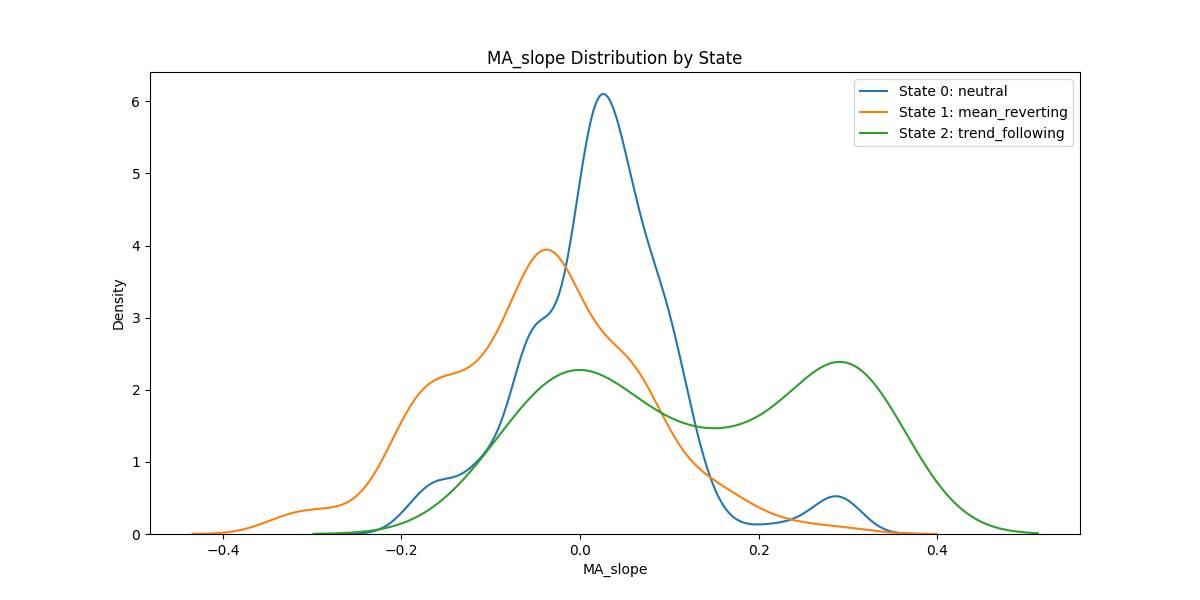 MA_slope Distribution by State
State 0: neutral
State 1: mean_reverting
State 2: trend_following
Density
6
5
4
3
2
1
0
−0.4 −0.2 0.0 0.2 0.4
MA_slope